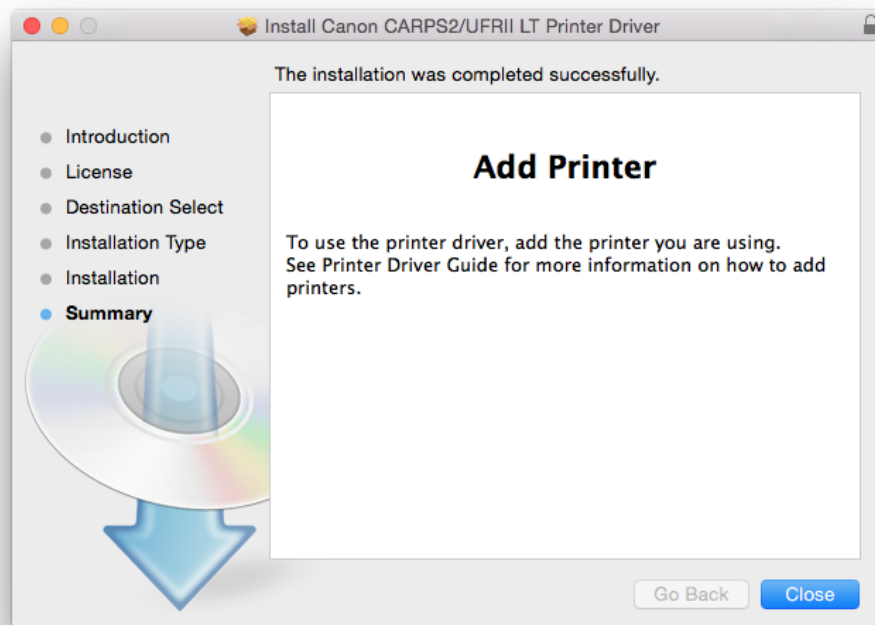 Install Canon CARPS2/UFRII LT Printer Driver
The installation was completed successfully.
Introduction
License
Destination Select
Installation Type
Installation
Summary
Add Printer
To use the printer driver, add the printer you are using.
See Printer Driver Guide for more information on how to add
printers.
Go Back
Close